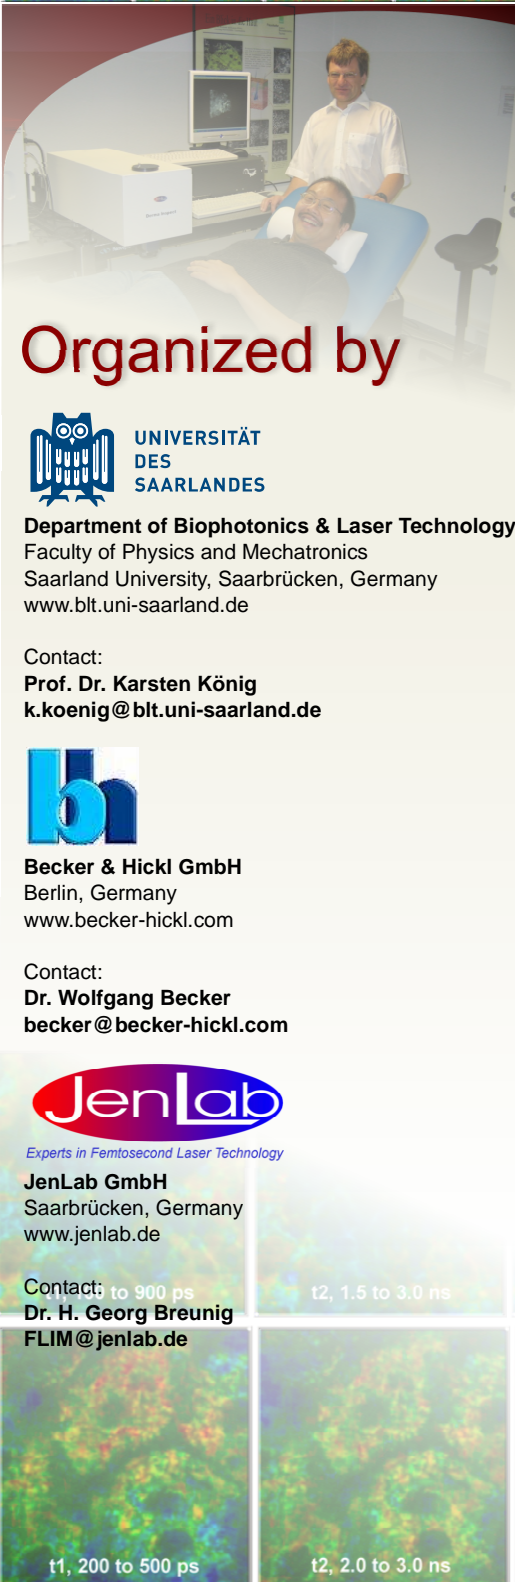 Organized by
UNIVERSITÄT
DES
SAARLANDES
Department of Biophotonics & Laser Technology
Faculty of Physics and Mechatronics
Saarland University, Saarbrücken, Germany
www.blt.uni-saarland.de
Contact:
Prof. Dr. Karsten König
k.koenig@blt.uni-saarland.de
bh
Becker & Hickl GmbH
Berlin, Germany
www.becker-hickl.com
Contact:
Dr. Wolfgang Becker
becker@becker-hickl.com
JenLab
Experts in Femtosecond Laser Technology
JenLab GmbH
Saarbrücken, Germany
www.jenlab.de
Contact:
to 900 ps
t2, 1.5 to 3.0 ns
Dr. H. Georg Breunig
FLIM@jenlab.de
t1, 200 to 500 ps
t2, 2.0 to 3.0 ns